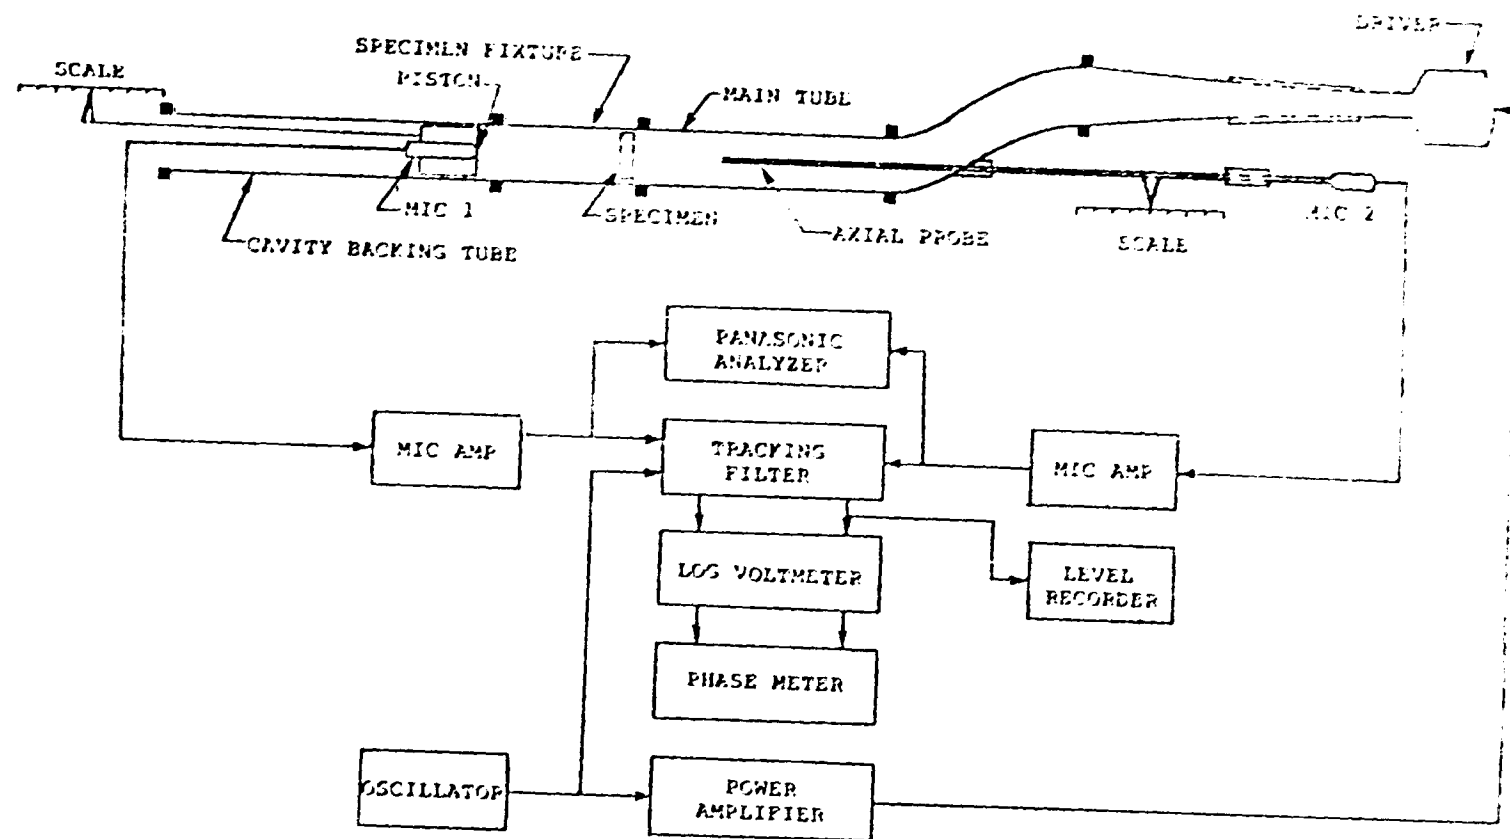 DRIVER
SPECIMEN FIXTURE
SCALE
PISTON
MAIN TUBE
MIC 1
SPECIMEN
MIC 2
CAVITY BACKING TUBE
AXIAL PROBE
SCALE
PANASONIC
ANALYZER
MIC AMP
TRACKING
FILTER
MIC AMP
LOG VOLTMETER
LEVEL
RECORDER
PHASE METER
OSCILLATOR
POWER
AMPLIFIER